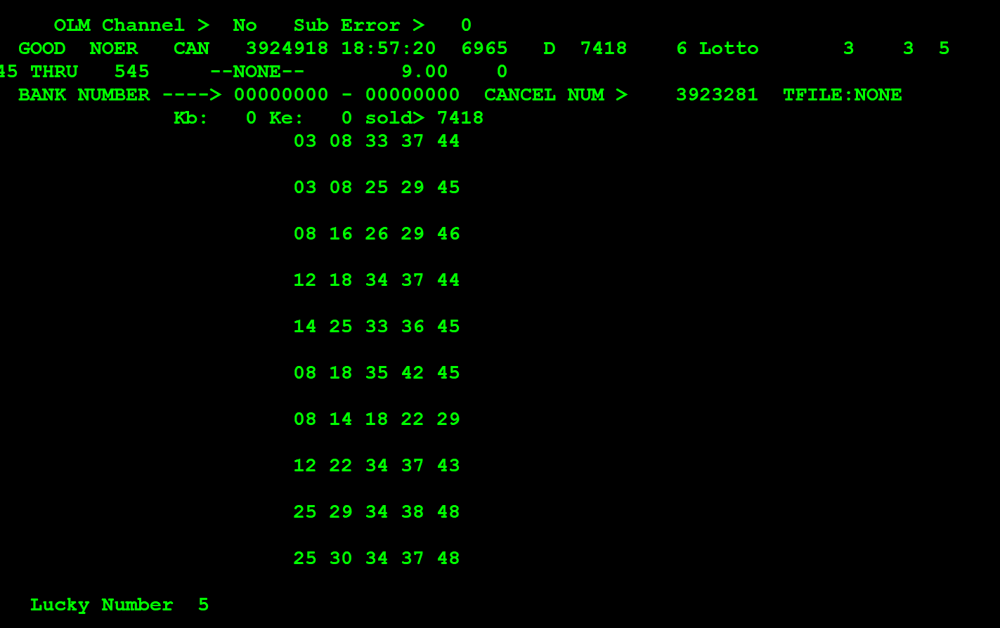 OLM Channel > No Sub Error > 0
GOOD NOER CAN 3924918 18:57:20 6965 D 7418 6 Lotto 3 3 5
45 THRU 545 --NONE-- 9.00 0
BANK NUMBER ----> 00000000 - 00000000 CANCEL NUM > 3923281 TFILE:NONE
Kb: 0 Ke: 0 sold> 7418
03 08 33 37 44
03 08 25 29 45
08 16 26 29 46
12 18 34 37 44
14 25 33 36 45
08 18 35 42 45
08 14 18 22 29
12 22 34 37 43
25 29 34 38 48
25 30 34 37 48
Lucky Number 5